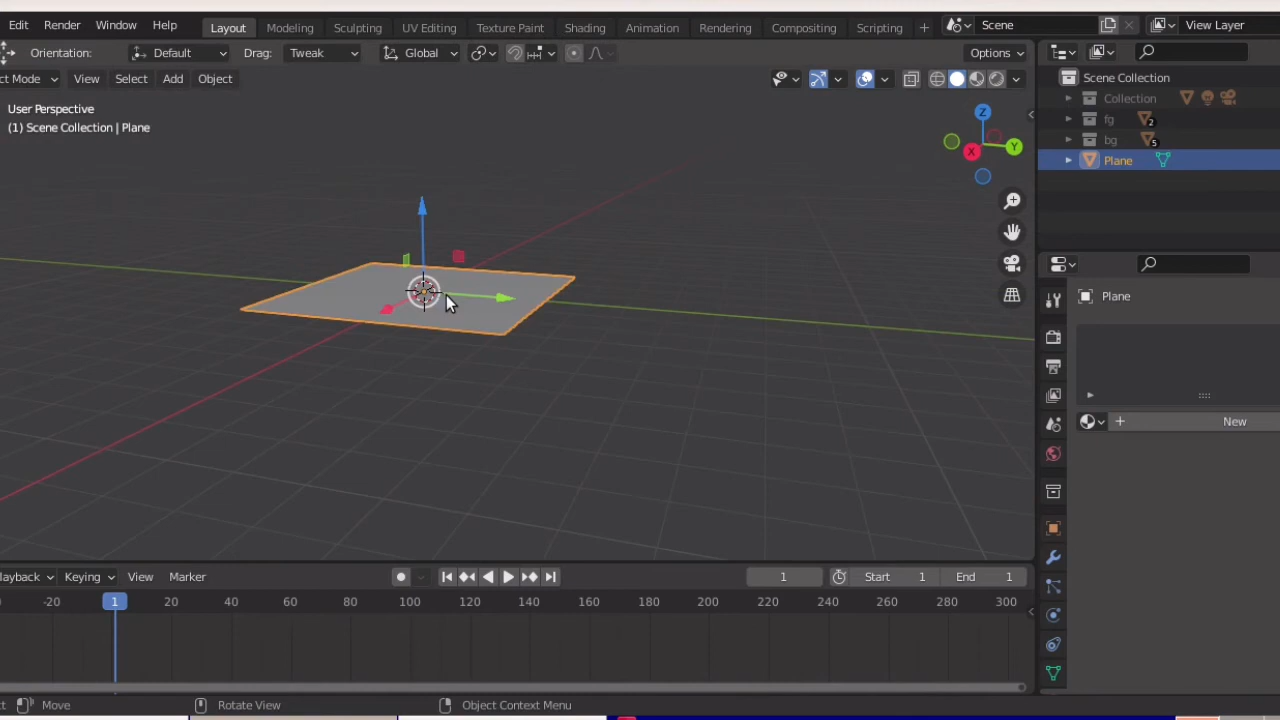 Edit Render Window Help Layout Modeling Sculpting UV Editing Texture Paint Shading Animation Rendering Compositing Scripting + Scene View Layer
Orientation: Default Drag: Tweak Global Options
ct Mode View Select Add Object
User Perspective
(1) Scene Collection | Plane
Z
Y
X
Scene Collection
Collection
fg 2
bg 5
Plane
Plane
+ New
layback Keying View Marker 1 Start 1 End 1
-20 1 20 40 60 80 100 120 140 160 180 200 220 240 260 280 300
ct Move Rotate View Object Context Menu